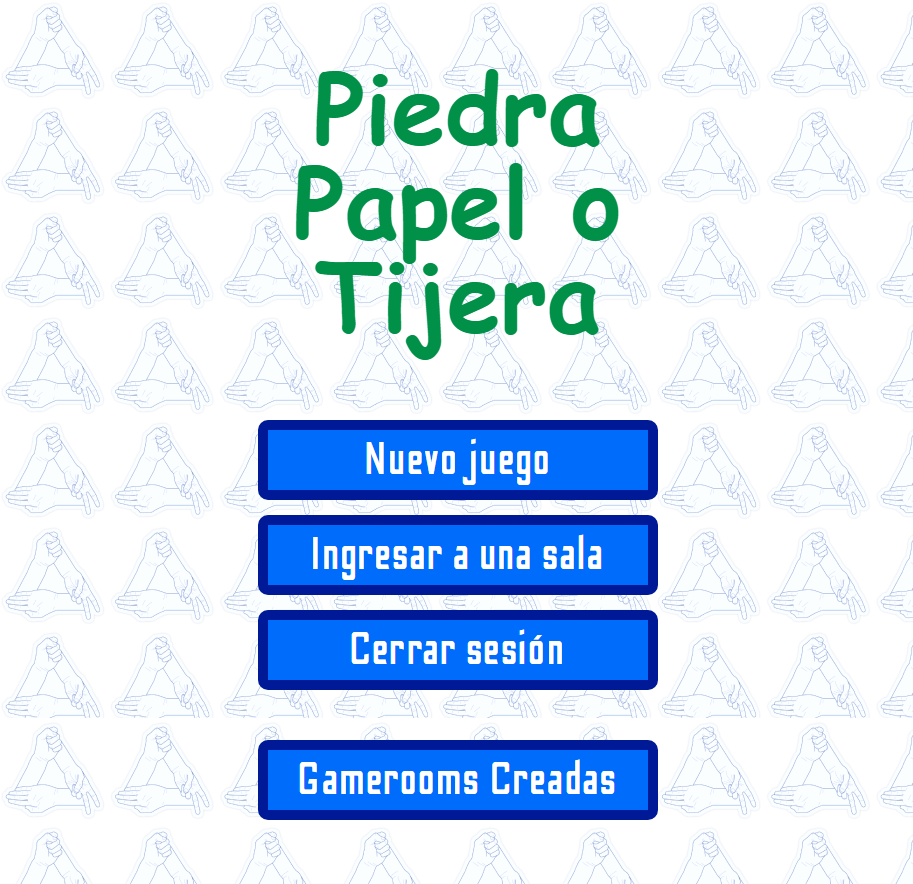 Piedra
Papel o
Tijera
Nuevo juego
Ingresar a una sala
Cerrar sesión
Gamerooms Creadas